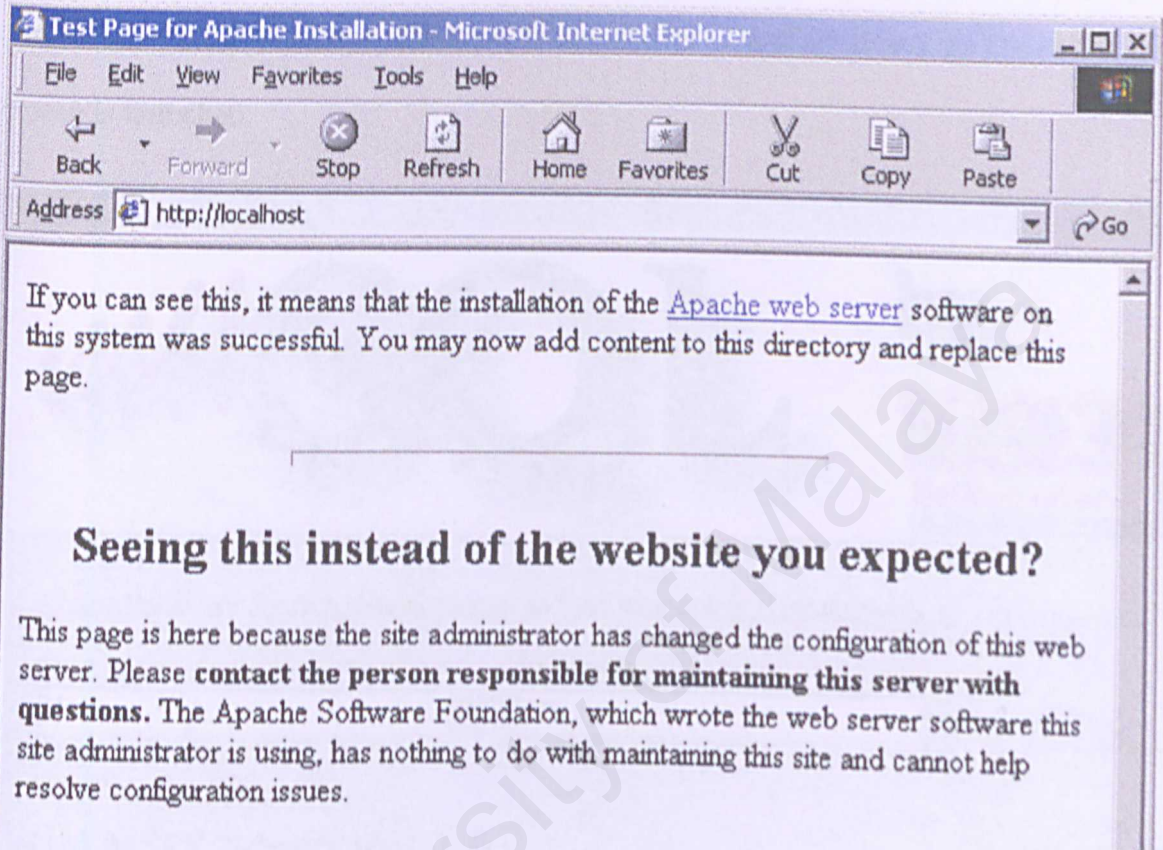 Test Page for Apache Installation - Microsoft Internet Explorer
File Edit View Favorites Tools Help
Back Forward Stop Refresh Home Favorites Cut Copy Paste
Address http://localhost Go
If you can see this, it means that the installation of the Apache web server software on
this system was successful. You may now add content to this directory and replace this
page.
Seeing this instead of the website you expected?
This page is here because the site administrator has changed the configuration of this web
server. Please contact the person responsible for maintaining this server with
questions. The Apache Software Foundation, which wrote the web server software this
site administrator is using, has nothing to do with maintaining this site and cannot help
resolve configuration issues.
ersity of Malaya